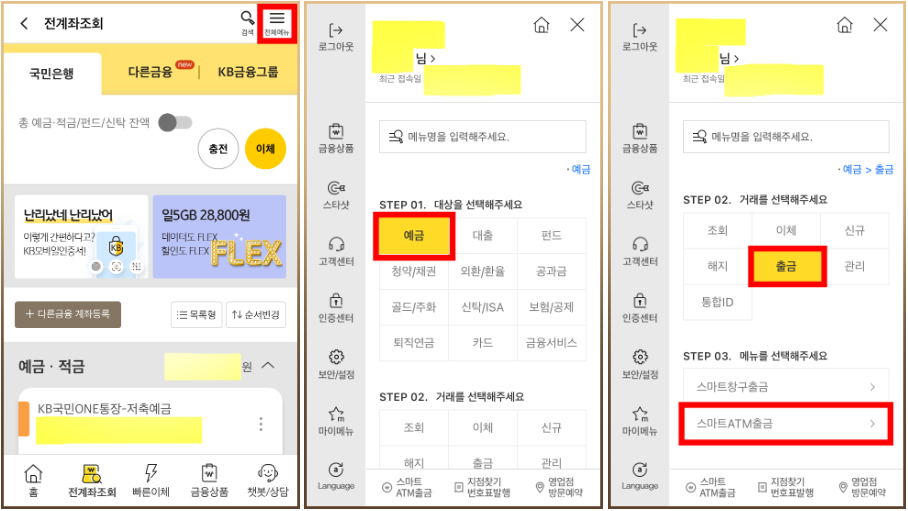 전계좌조회
검색
전체메뉴
국민은행
다른금융 new
KB금융그룹
총 예금·적금/펀드/신탁 잔액
충전
이체
난리났네 난리났어
이렇게 간편하다고?
KB모바일인증서!
KB
일5GB 28,800원
데이터도 FLEX
할인도 FLEX
FLEX
+ 다른금융 계좌등록
목록형
순서변경
예금 · 적금
원
KB국민ONE통장-저축예금
홈
전계좌조회
빠른이체
금융상품
챗봇/상담
로그아웃
님 >
최근 접속일
금융상품
스타샷
고객센터
인증센터
보안/설정
마이메뉴
Language
메뉴명을 입력해주세요.
· 예금
STEP 01. 대상을 선택해주세요
예금 대출 펀드
청약/채권 외환/환율 공과금
골드/주화 신탁/ISA 보험/공제
퇴직연금 카드 금융서비스
STEP 02. 거래를 선택해주세요
조회 이체 신규
해지 출금 관리
스마트
ATM출금
지점찾기
번호표발행
영업점
방문예약
로그아웃
님 >
최근 접속일
금융상품
스타샷
고객센터
인증센터
보안/설정
마이메뉴
Language
메뉴명을 입력해주세요.
· 예금 > 출금
STEP 02. 거래를 선택해주세요
조회 이체 신규
해지 출금 관리
통합ID
STEP 03. 메뉴를 선택해주세요
스마트창구출금
스마트ATM출금
스마트
ATM출금
지점찾기
번호표발행
영업점
방문예약